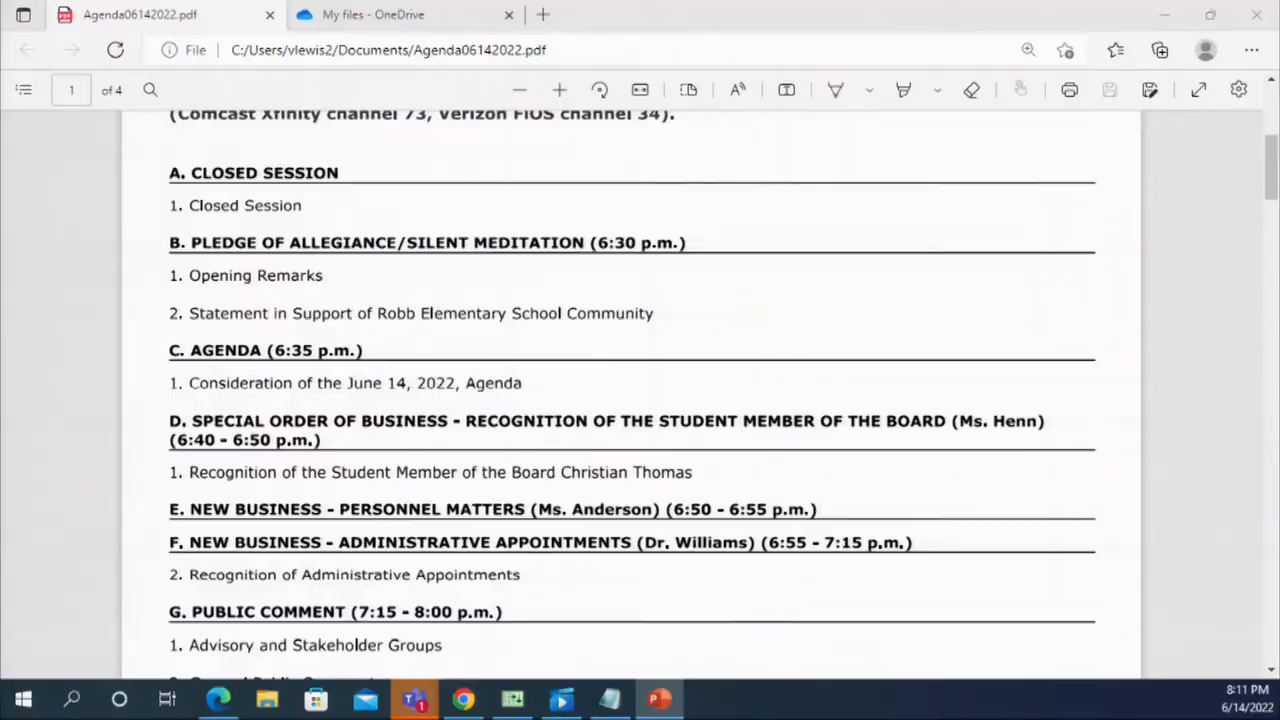 Agenda06142022.pdf
My files - OneDrive
File
C:/Users/vlewis2/Documents/Agenda06142022.pdf
1 of 4
(Comcast Xfinity channel 73, Verizon FiOS channel 34).
A. CLOSED SESSION
1. Closed Session
B. PLEDGE OF ALLEGIANCE/SILENT MEDITATION (6:30 p.m.)
1. Opening Remarks
2. Statement in Support of Robb Elementary School Community
C. AGENDA (6:35 p.m.)
1. Consideration of the June 14, 2022, Agenda
D. SPECIAL ORDER OF BUSINESS - RECOGNITION OF THE STUDENT MEMBER OF THE BOARD (Ms. Henn)
(6:40 - 6:50 p.m.)
1. Recognition of the Student Member of the Board Christian Thomas
E. NEW BUSINESS - PERSONNEL MATTERS (Ms. Anderson) (6:50 - 6:55 p.m.)
F. NEW BUSINESS - ADMINISTRATIVE APPOINTMENTS (Dr. Williams) (6:55 - 7:15 p.m.)
2. Recognition of Administrative Appointments
G. PUBLIC COMMENT (7:15 - 8:00 p.m.)
1. Advisory and Stakeholder Groups
8:11 PM
6/14/2022